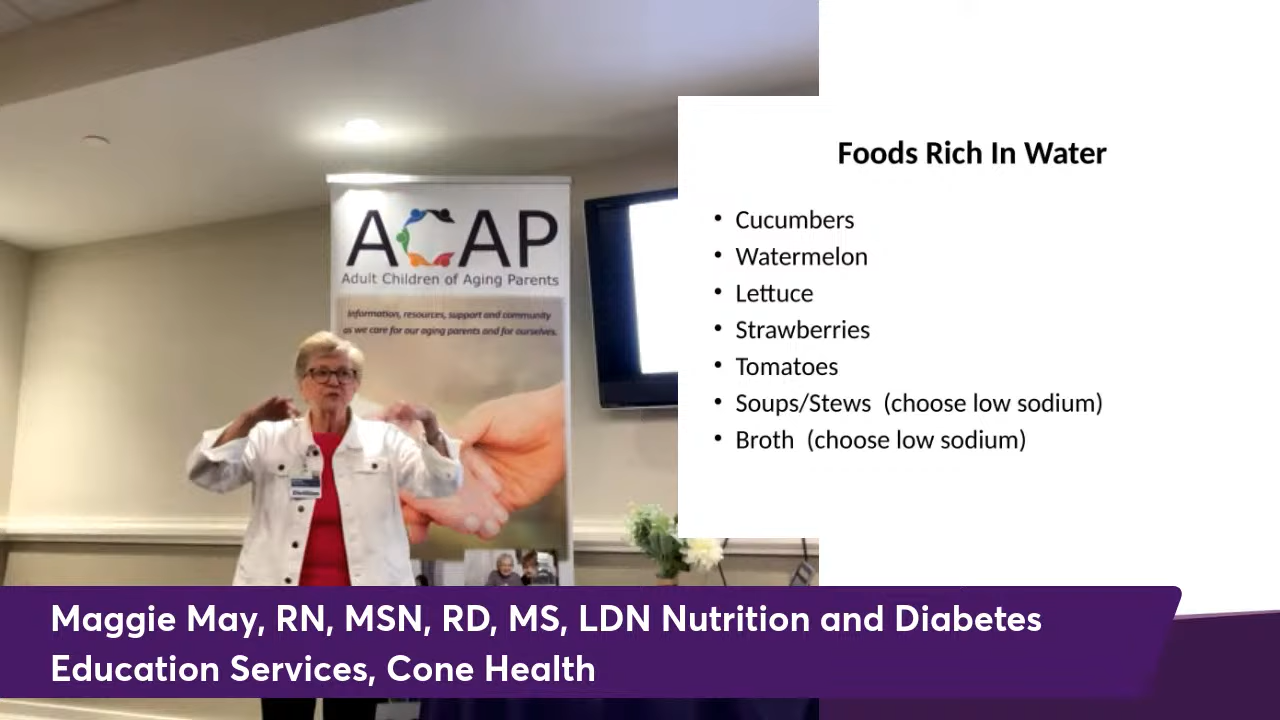 ACAP
Adult Children of Aging Parents
Information, resources, support and community
as we care for our aging parents and for ourselves.
Dietitian
Foods Rich In Water
• Cucumbers
• Watermelon
• Lettuce
• Strawberries
• Tomatoes
• Soups/Stews (choose low sodium)
• Broth (choose low sodium)
Maggie May, RN, MSN, RD, MS, LDN Nutrition and Diabetes
Education Services, Cone Health